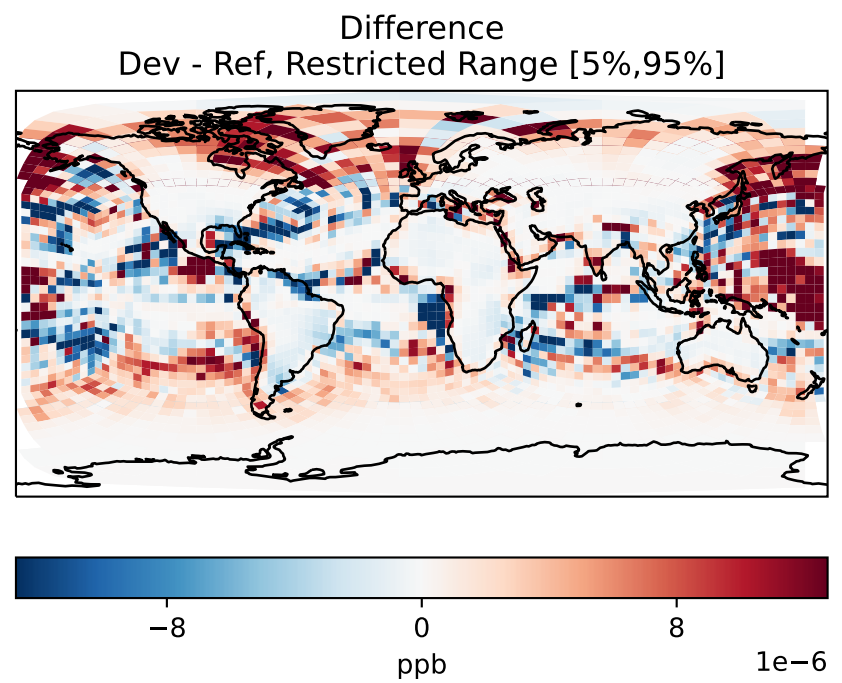 Difference
Dev - Ref, Restricted Range [5%,95%]
−8 0 8
ppb 1e−6